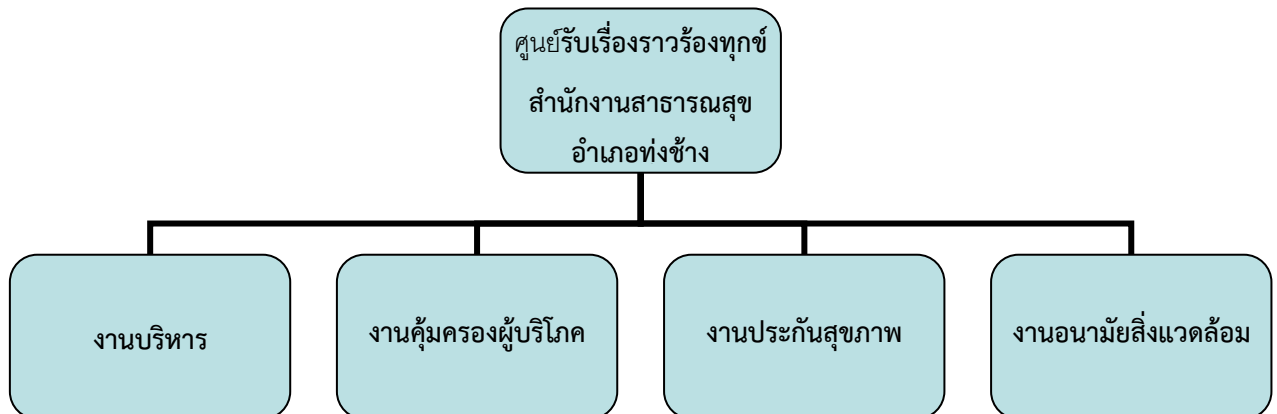 ศูนย์รับเรื่องราวร้องทุกข์
สำนักงานสาธารณสุข
อำเภอท่งช้าง
งานบริหาร
งานคุ้มครองผู้บริโภค
งานประกันสุขภาพ
งานอนามัยสิ่งแวดล้อม